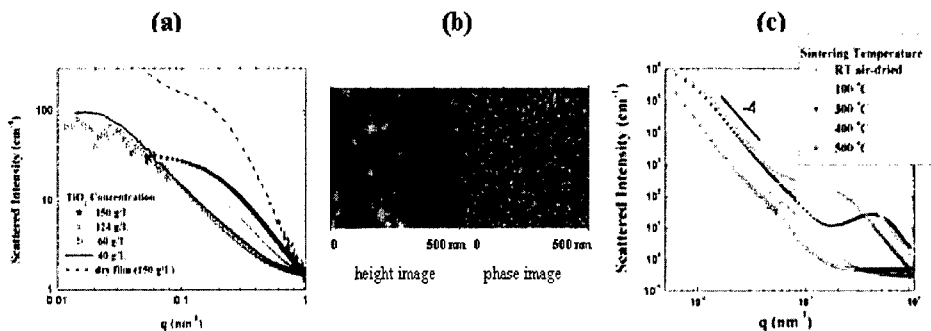 (a)
Scattered Intensity (cm⁻¹)
100
10
1
TiO₂ Concentration
150 g/L
124 g/L
60 g/L
40 g/L
dry film (150 g/L)
0.01
0.1
1
q (nm⁻¹)
(b)
0
500 nm
0
500 nm
height image
phase image
(c)
Scattered Intensity (cm⁻¹)
Sintering Temperature
RT air-dried
100 °C
300 °C
400 °C
500 °C
-4
q (nm⁻¹)